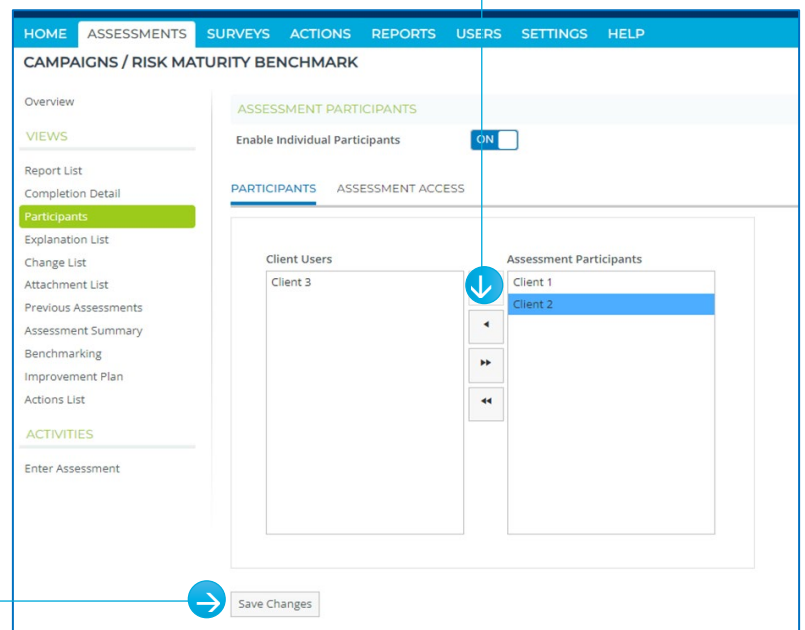 HOME ASSESSMENTS SURVEYS ACTIONS REPORTS USERS SETTINGS HELP
CAMPAIGNS / RISK MATURITY BENCHMARK
Overview
VIEWS
Report List
Completion Detail
Participants
Explanation List
Change List
Attachment List
Previous Assessments
Assessment Summary
Benchmarking
Improvement Plan
Actions List
ACTIVITIES
Enter Assessment
ASSESSMENT PARTICIPANTS
Enable Individual Participants ON
PARTICIPANTS ASSESSMENT ACCESS
Client Users
Client 3
Assessment Participants
Client 1
Client 2
Save Changes